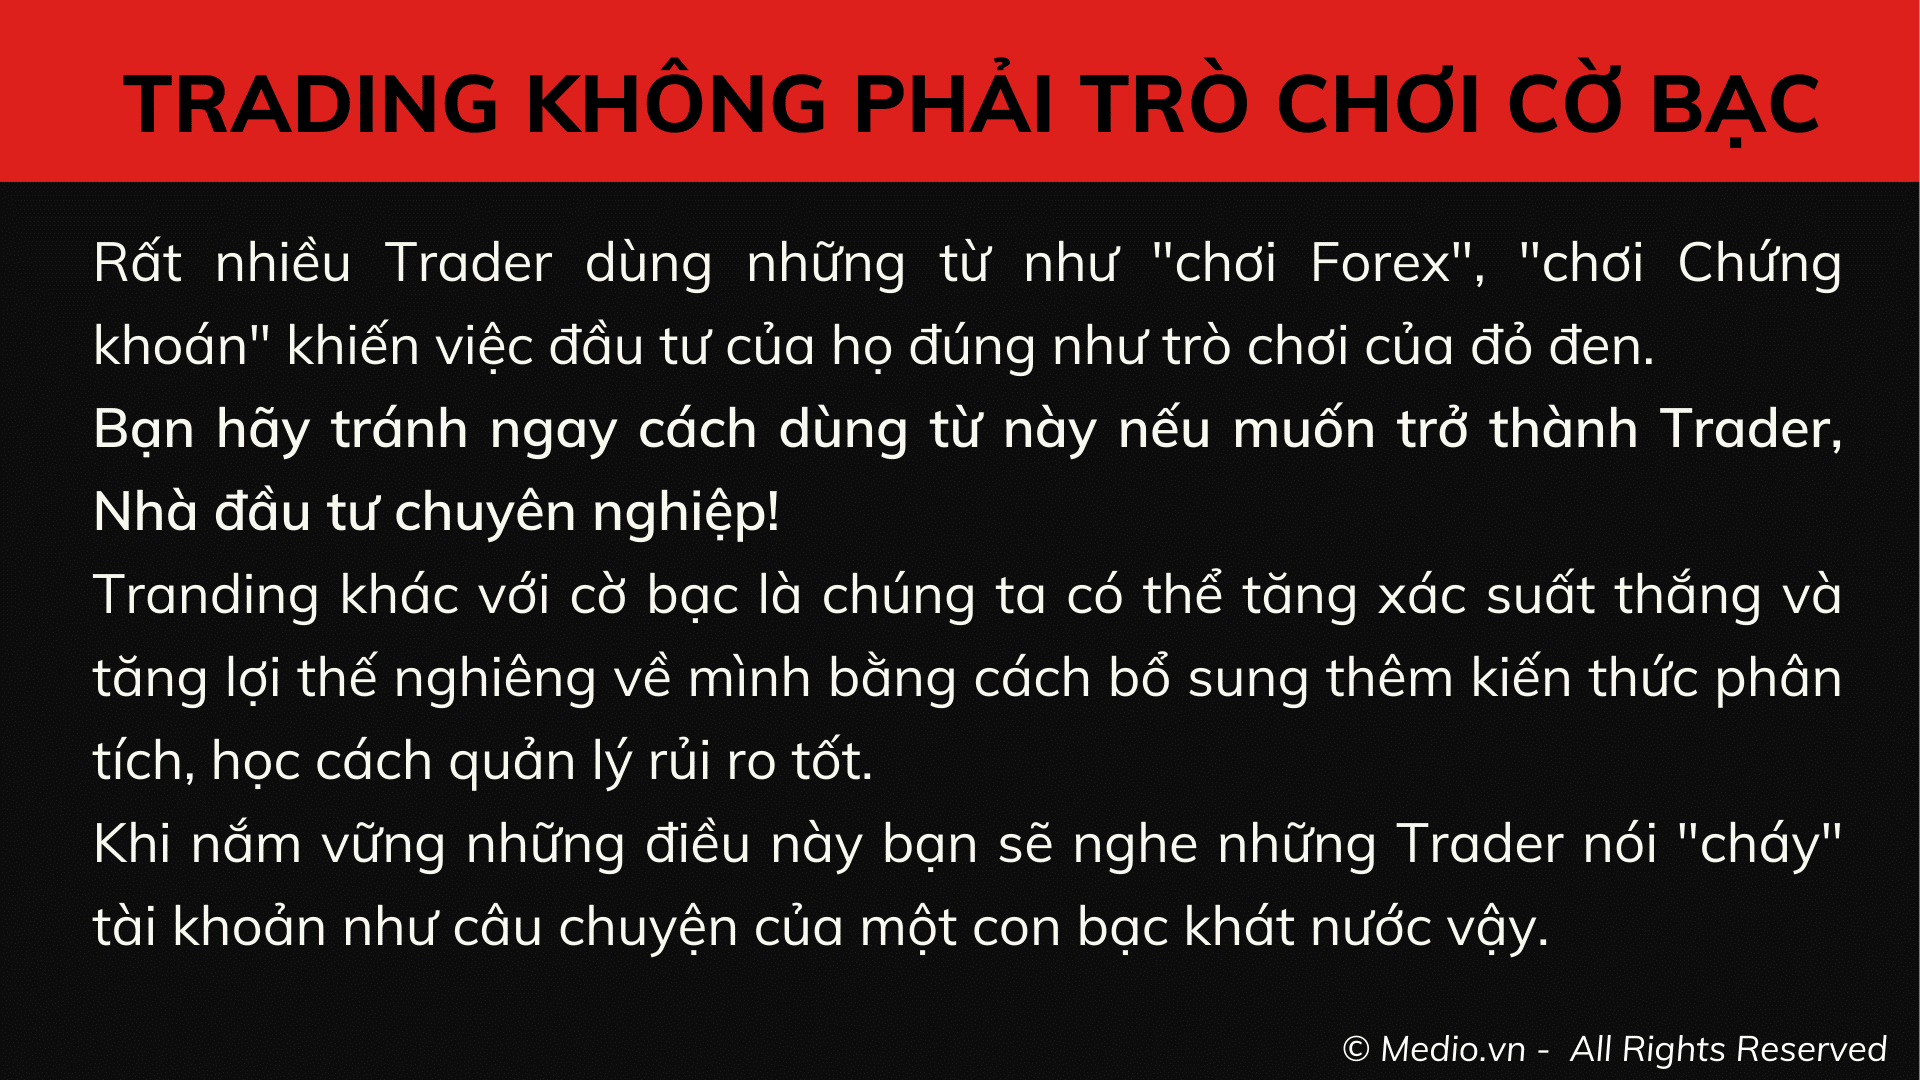 TRADING KHÔNG PHẢI TRÒ CHƠI CỜ BẠC
Rất nhiều Trader dùng những từ như "chơi Forex", "chơi Chứng
khoán" khiến việc đầu tư của họ đúng như trò chơi của đỏ đen.
Bạn hãy tránh ngay cách dùng từ này nếu muốn trở thành Trader,
Nhà đầu tư chuyên nghiệp!
Tranding khác với cờ bạc là chúng ta có thể tăng xác suất thắng và
tăng lợi thế nghiêng về mình bằng cách bổ sung thêm kiến thức phân
tích, học cách quản lý rủi ro tốt.
Khi nắm vững những điều này bạn sẽ nghe những Trader nói "cháy"
tài khoản như câu chuyện của một con bạc khát nước vậy.
© Medio.vn - All Rights Reserved